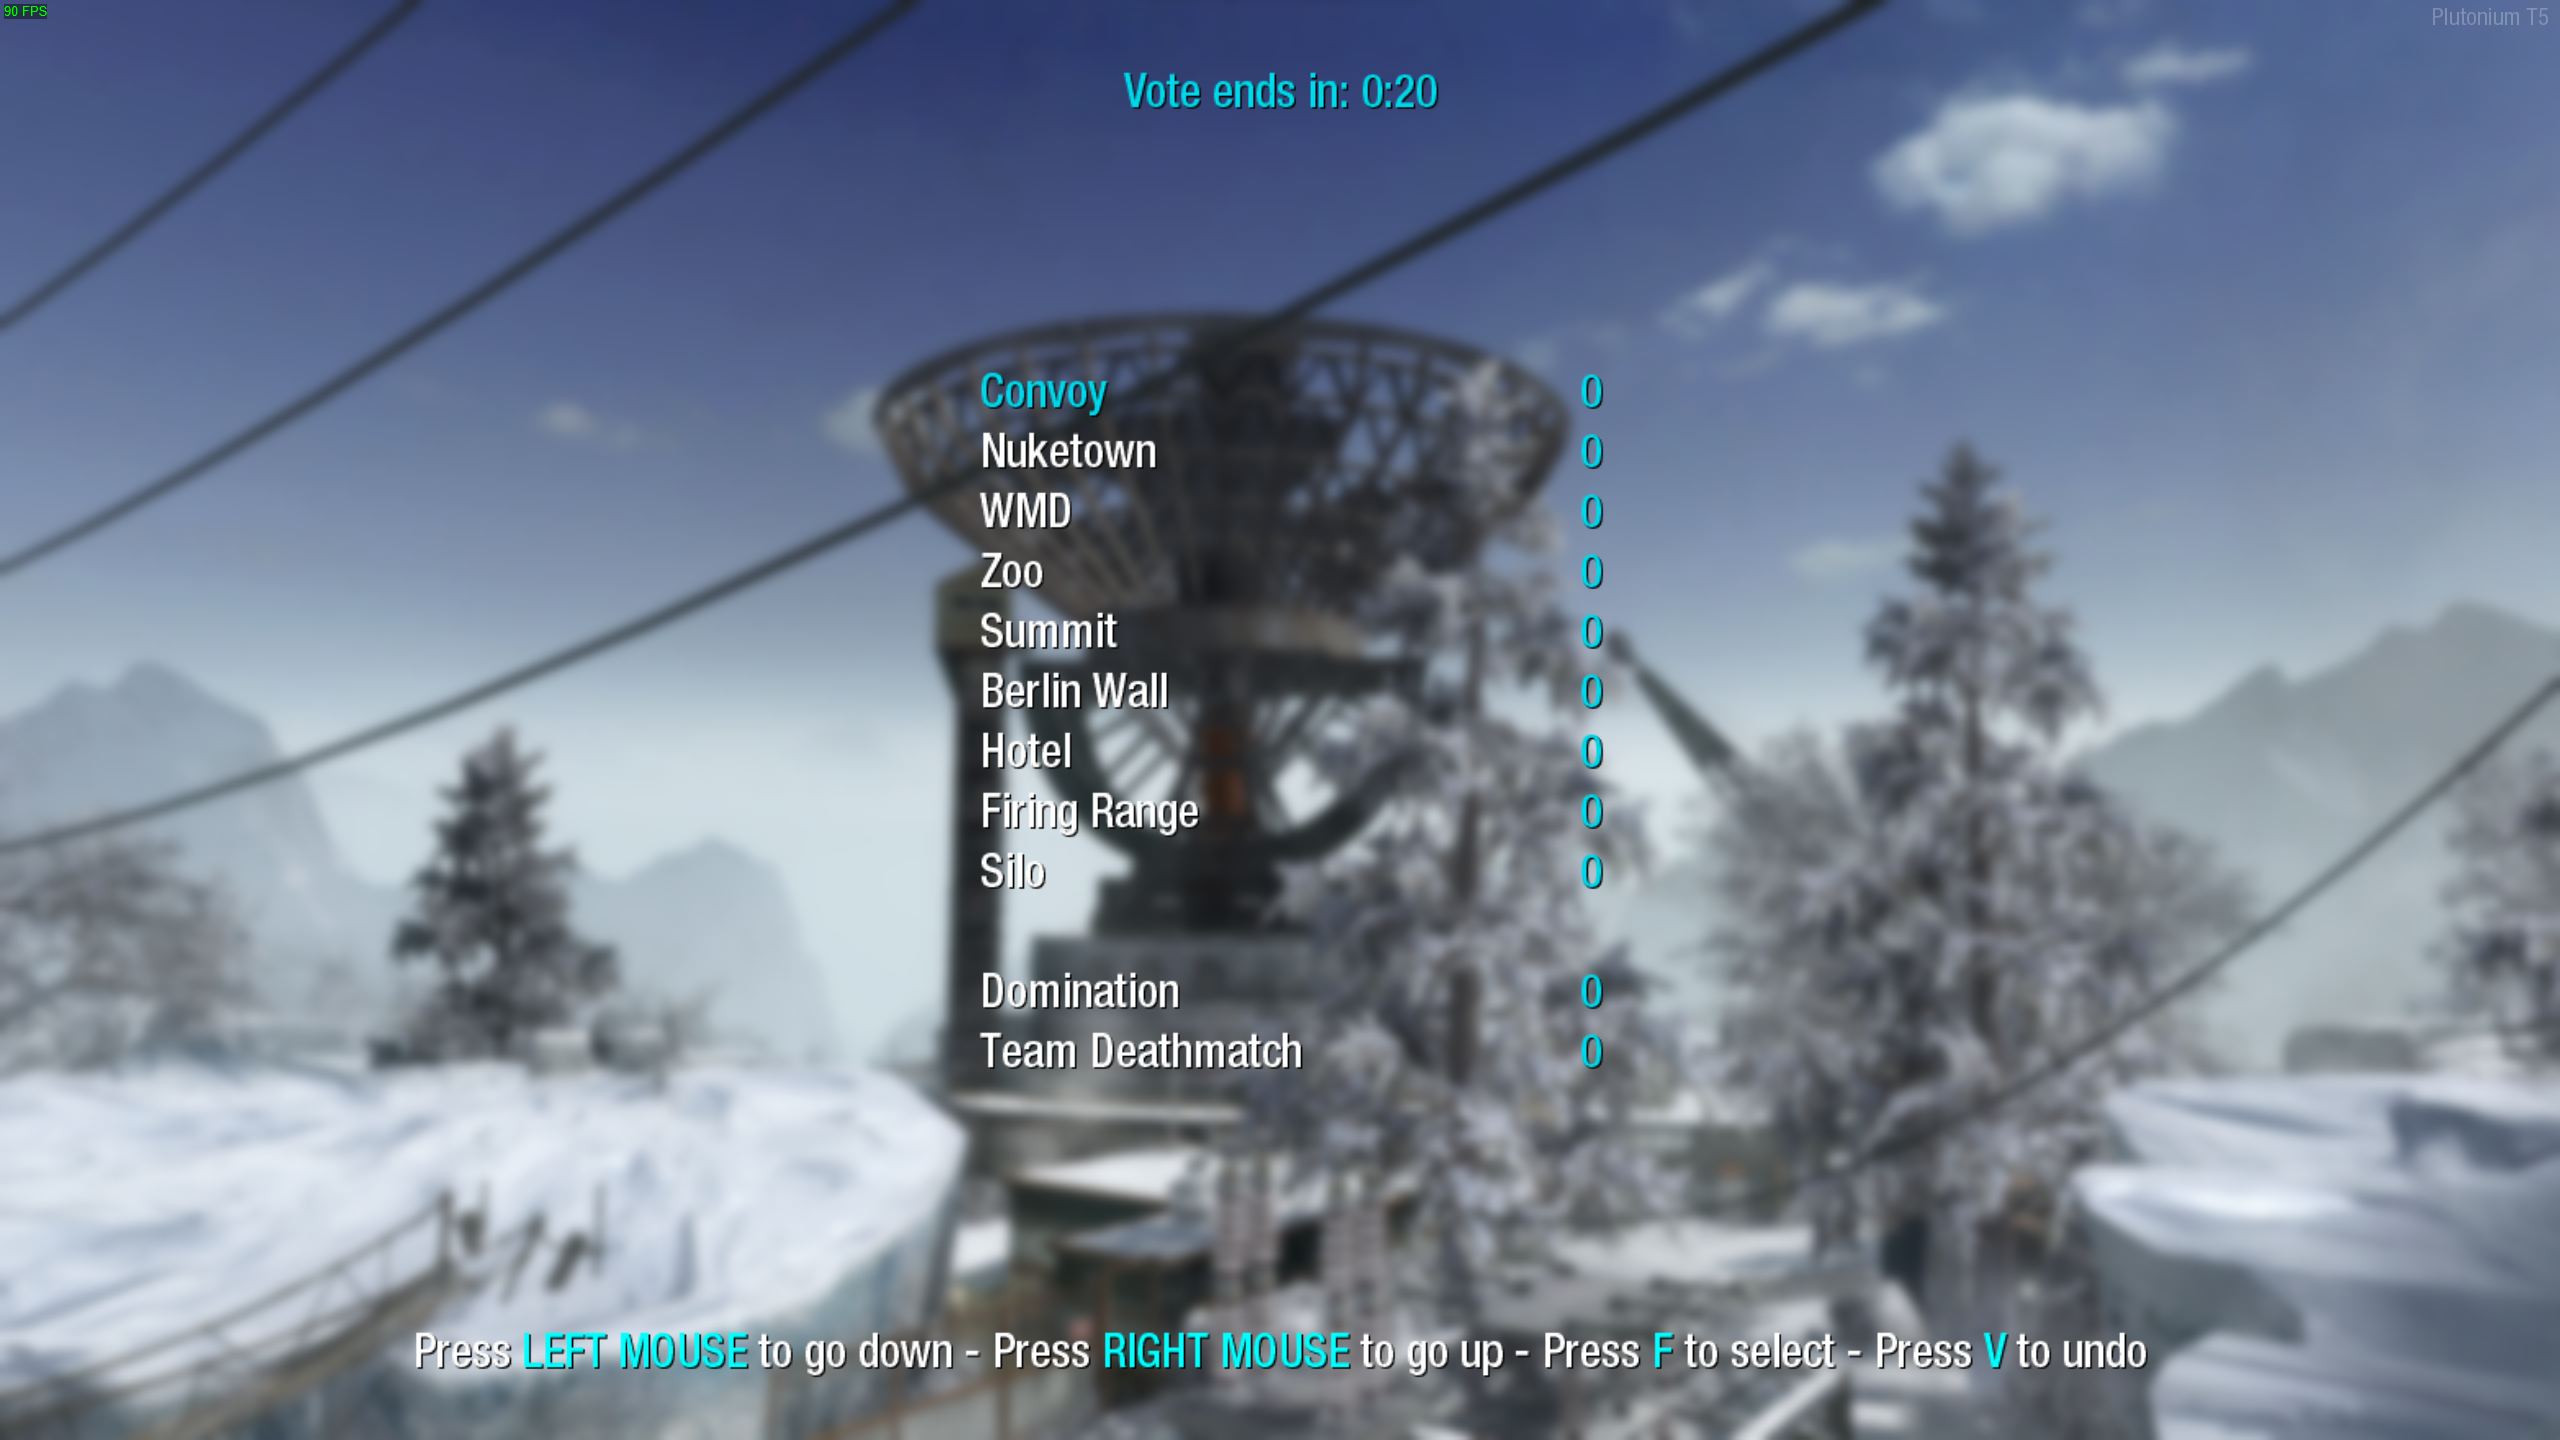 90 FPS
Plutonium T5
Vote ends in: 0:20
Convoy 0
Nuketown 0
WMD 0
Zoo 0
Summit 0
Berlin Wall 0
Hotel 0
Firing Range 0
Silo 0
Domination 0
Team Deathmatch 0
Press LEFT MOUSE to go down - Press RIGHT MOUSE to go up - Press F to select - Press V to undo